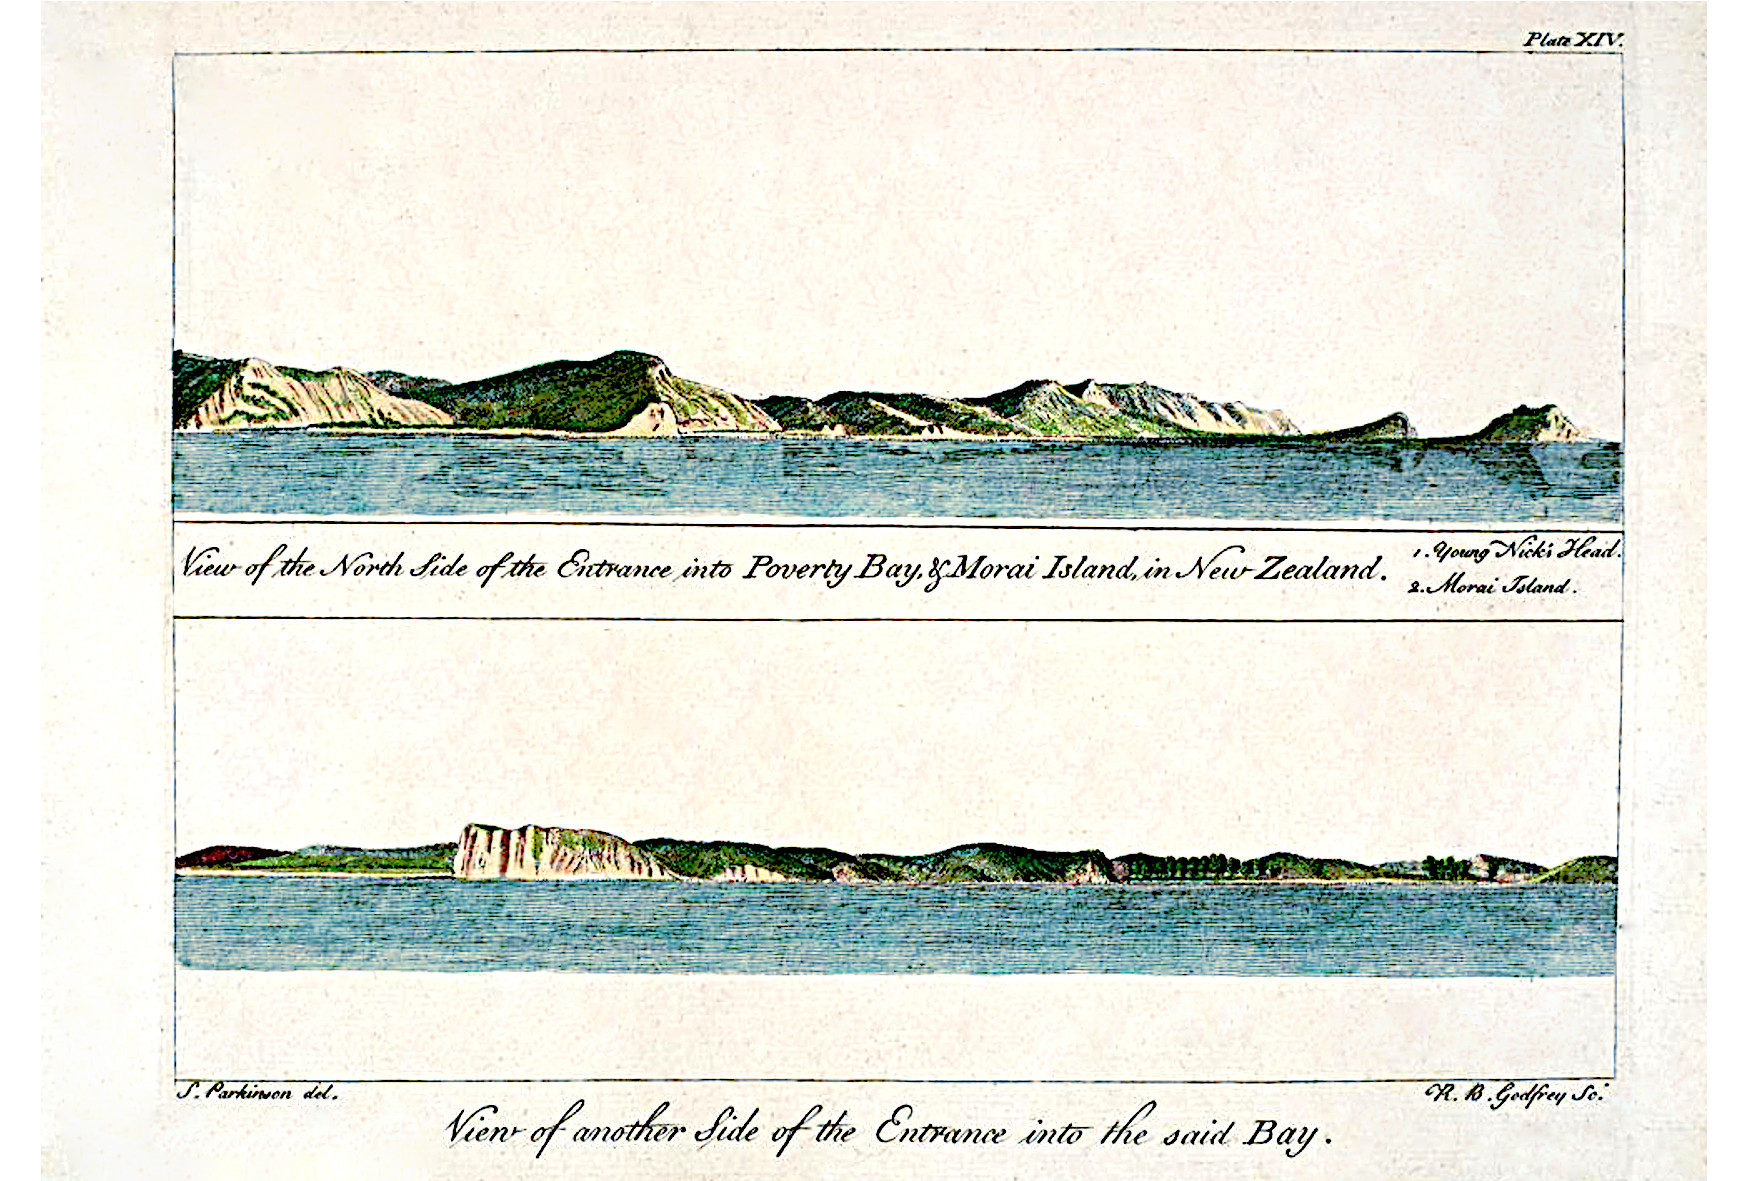 Plate XIV.
View of the North Side of the Entrance into Poverty Bay, & Morai Island, in New Zealand.
1. Young Nick's Head.
2. Morai Island.
S. Parkinson del.
R. B. Godfrey Sc.
View of another Side of the Entrance into the said Bay.